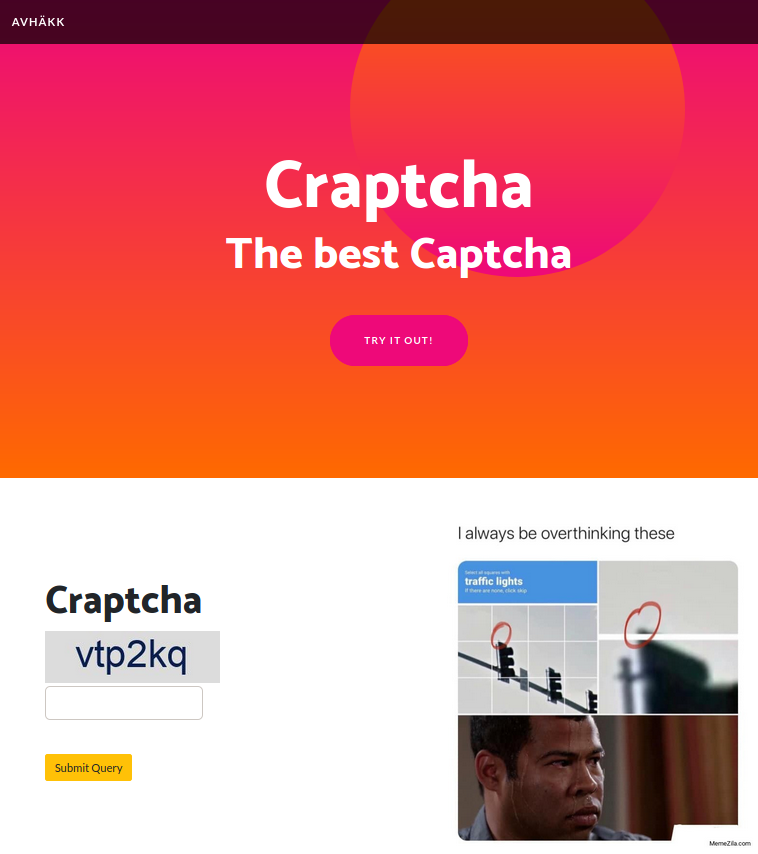 AVHÄKK
Craptcha
The best Captcha
TRY IT OUT!
Craptcha
vtp2kq
Submit Query
I always be overthinking these
Select all squares with
traffic lights
If there are none, click skip
MemeZila.com